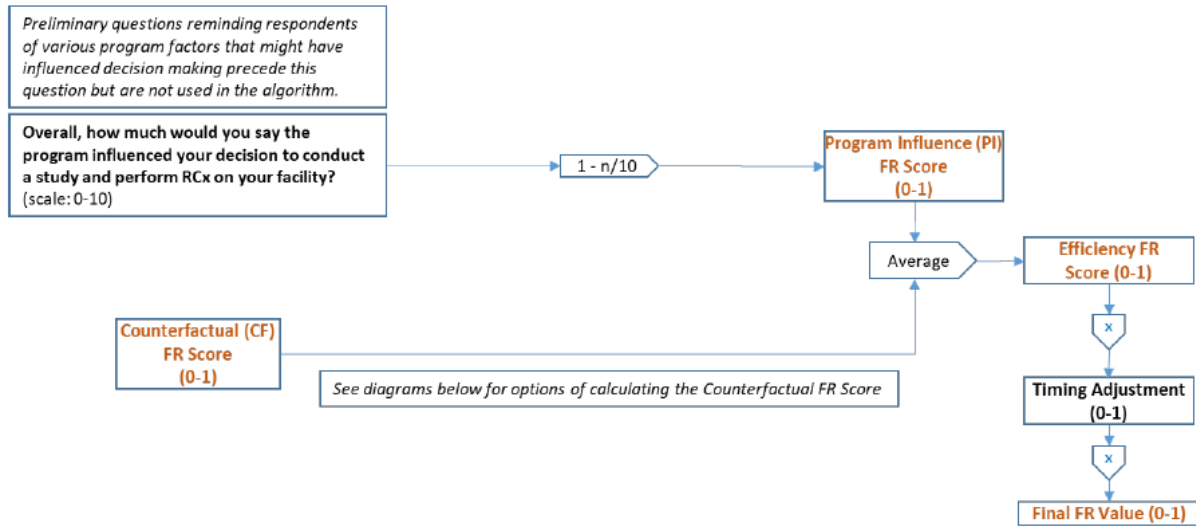 Preliminary questions reminding respondents
of various program factors that might have
influenced decision making precede this
question but are not used in the algorithm.
Overall, how much would you say the
program influenced your decision to conduct
a study and perform RCx on your facility?
(scale: 0-10)
1 - n/10
Program Influence (PI)
FR Score
(0-1)
Average
Efficiency FR
Score (0-1)
Counterfactual (CF)
FR Score
(0-1)
See diagrams below for options of calculating the Counterfactual FR Score
x
Timing Adjustment
(0-1)
x
Final FR Value (0-1)